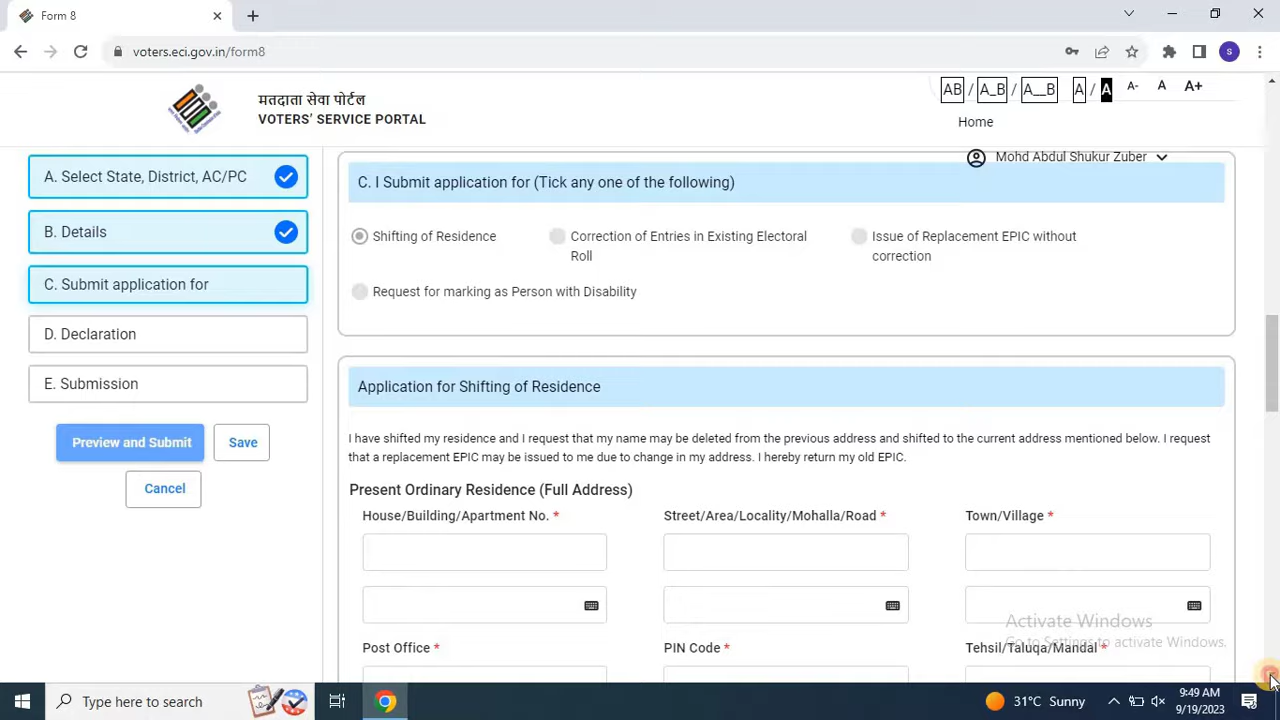 Form 8
voters.eci.gov.in/form8
S
मतदाता सेवा पोर्टल
VOTERS' SERVICE PORTAL
AB / A_B / A__B A / A A- A A+
Home
Mohd Abdul Shukur Zuber
A. Select State, District, AC/PC
B. Details
C. Submit application for
D. Declaration
E. Submission
Preview and Submit
Save
Cancel
C. I Submit application for (Tick any one of the following)
Shifting of Residence
Correction of Entries in Existing Electoral
Roll
Issue of Replacement EPIC without
correction
Request for marking as Person with Disability
Application for Shifting of Residence
I have shifted my residence and I request that my name may be deleted from the previous address and shifted to the current address mentioned below. I request
that a replacement EPIC may be issued to me due to change in my address. I hereby return my old EPIC.
Present Ordinary Residence (Full Address)
House/Building/Apartment No. *
Street/Area/Locality/Mohalla/Road *
Town/Village *
Post Office *
PIN Code *
Tehsil/Taluqa/Mandal *
Activate Windows
Go to Settings to activate Windows.
Type here to search
31°C Sunny
9:49 AM
9/19/2023